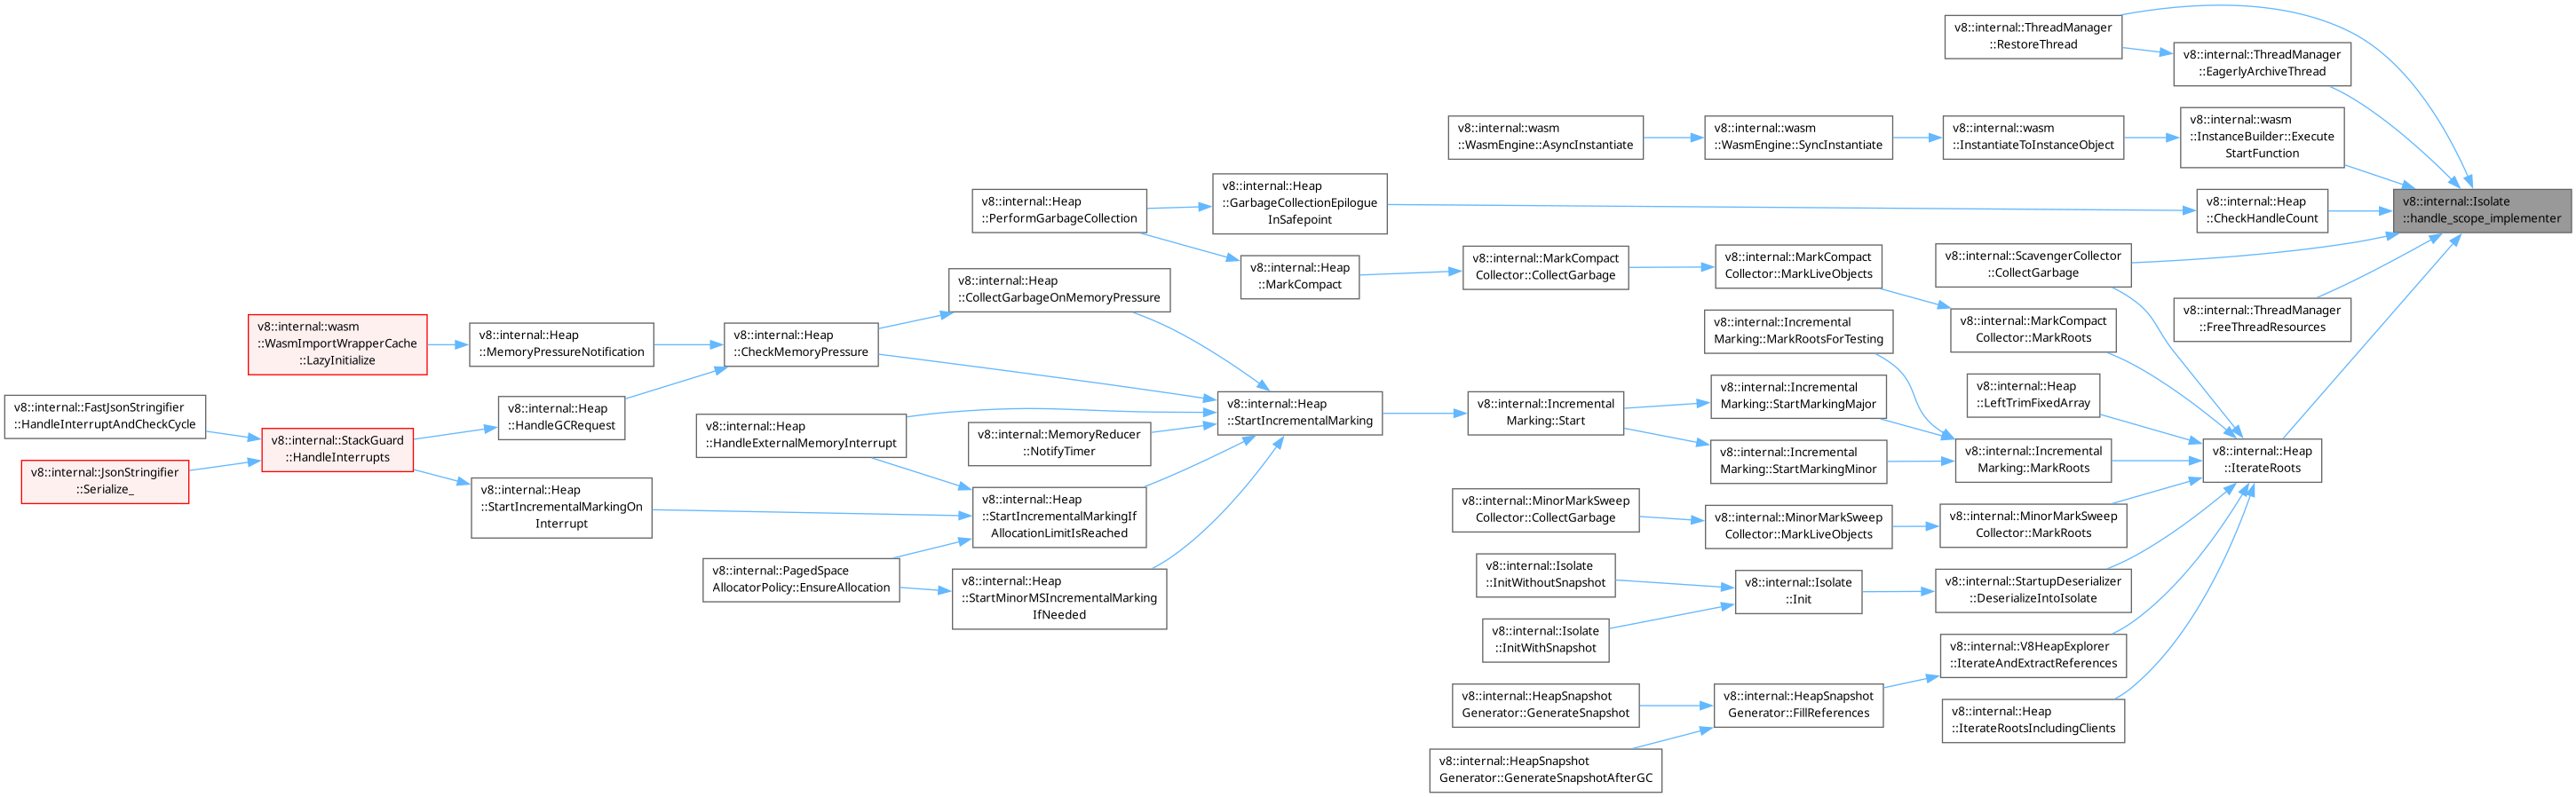 v8::internal::ThreadManager
::RestoreThread
v8::internal::ThreadManager
::EagerlyArchiveThread
v8::internal::wasm
::WasmEngine::AsyncInstantiate
v8::internal::wasm
::WasmEngine::SyncInstantiate
v8::internal::wasm
::InstantiateToInstanceObject
v8::internal::wasm
::InstanceBuilder::Execute
StartFunction
v8::internal::Heap
::PerformGarbageCollection
v8::internal::Heap
::GarbageCollectionEpilogue
InSafepoint
v8::internal::Heap
::CheckHandleCount
v8::internal::Isolate
::handle_scope_implementer
v8::internal::Heap
::CollectGarbageOnMemoryPressure
v8::internal::Heap
::MarkCompact
v8::internal::MarkCompact
Collector::CollectGarbage
v8::internal::MarkCompact
Collector::MarkLiveObjects
v8::internal::ScavengerCollector
::CollectGarbage
v8::internal::ThreadManager
::FreeThreadResources
v8::internal::wasm
::WasmImportWrapperCache
::LazyInitialize
v8::internal::Heap
::MemoryPressureNotification
v8::internal::Heap
::CheckMemoryPressure
v8::internal::Incremental
Marking::MarkRootsForTesting
v8::internal::MarkCompact
Collector::MarkRoots
v8::internal::FastJsonStringifier
::HandleInterruptAndCheckCycle
v8::internal::Heap
::HandleGCRequest
v8::internal::Heap
::StartIncrementalMarking
v8::internal::Incremental
Marking::Start
v8::internal::Incremental
Marking::StartMarkingMajor
v8::internal::Heap
::LeftTrimFixedArray
v8::internal::StackGuard
::HandleInterrupts
v8::internal::Heap
::HandleExternalMemoryInterrupt
v8::internal::MemoryReducer
::NotifyTimer
v8::internal::Incremental
Marking::StartMarkingMinor
v8::internal::Incremental
Marking::MarkRoots
v8::internal::Heap
::IterateRoots
v8::internal::JsonStringifier
::Serialize_
v8::internal::Heap
::StartIncrementalMarkingOn
Interrupt
v8::internal::Heap
::StartIncrementalMarkingIf
AllocationLimitIsReached
v8::internal::MinorMarkSweep
Collector::CollectGarbage
v8::internal::MinorMarkSweep
Collector::MarkLiveObjects
v8::internal::MinorMarkSweep
Collector::MarkRoots
v8::internal::PagedSpace
AllocatorPolicy::EnsureAllocation
v8::internal::Heap
::StartMinorMSIncrementalMarking
IfNeeded
v8::internal::Isolate
::InitWithoutSnapshot
v8::internal::Isolate
::Init
v8::internal::StartupDeserializer
::DeserializeIntoIsolate
v8::internal::Isolate
::InitWithSnapshot
v8::internal::V8HeapExplorer
::IterateAndExtractReferences
v8::internal::HeapSnapshot
Generator::GenerateSnapshot
v8::internal::HeapSnapshot
Generator::FillReferences
v8::internal::Heap
::IterateRootsIncludingClients
v8::internal::HeapSnapshot
Generator::GenerateSnapshotAfterGC